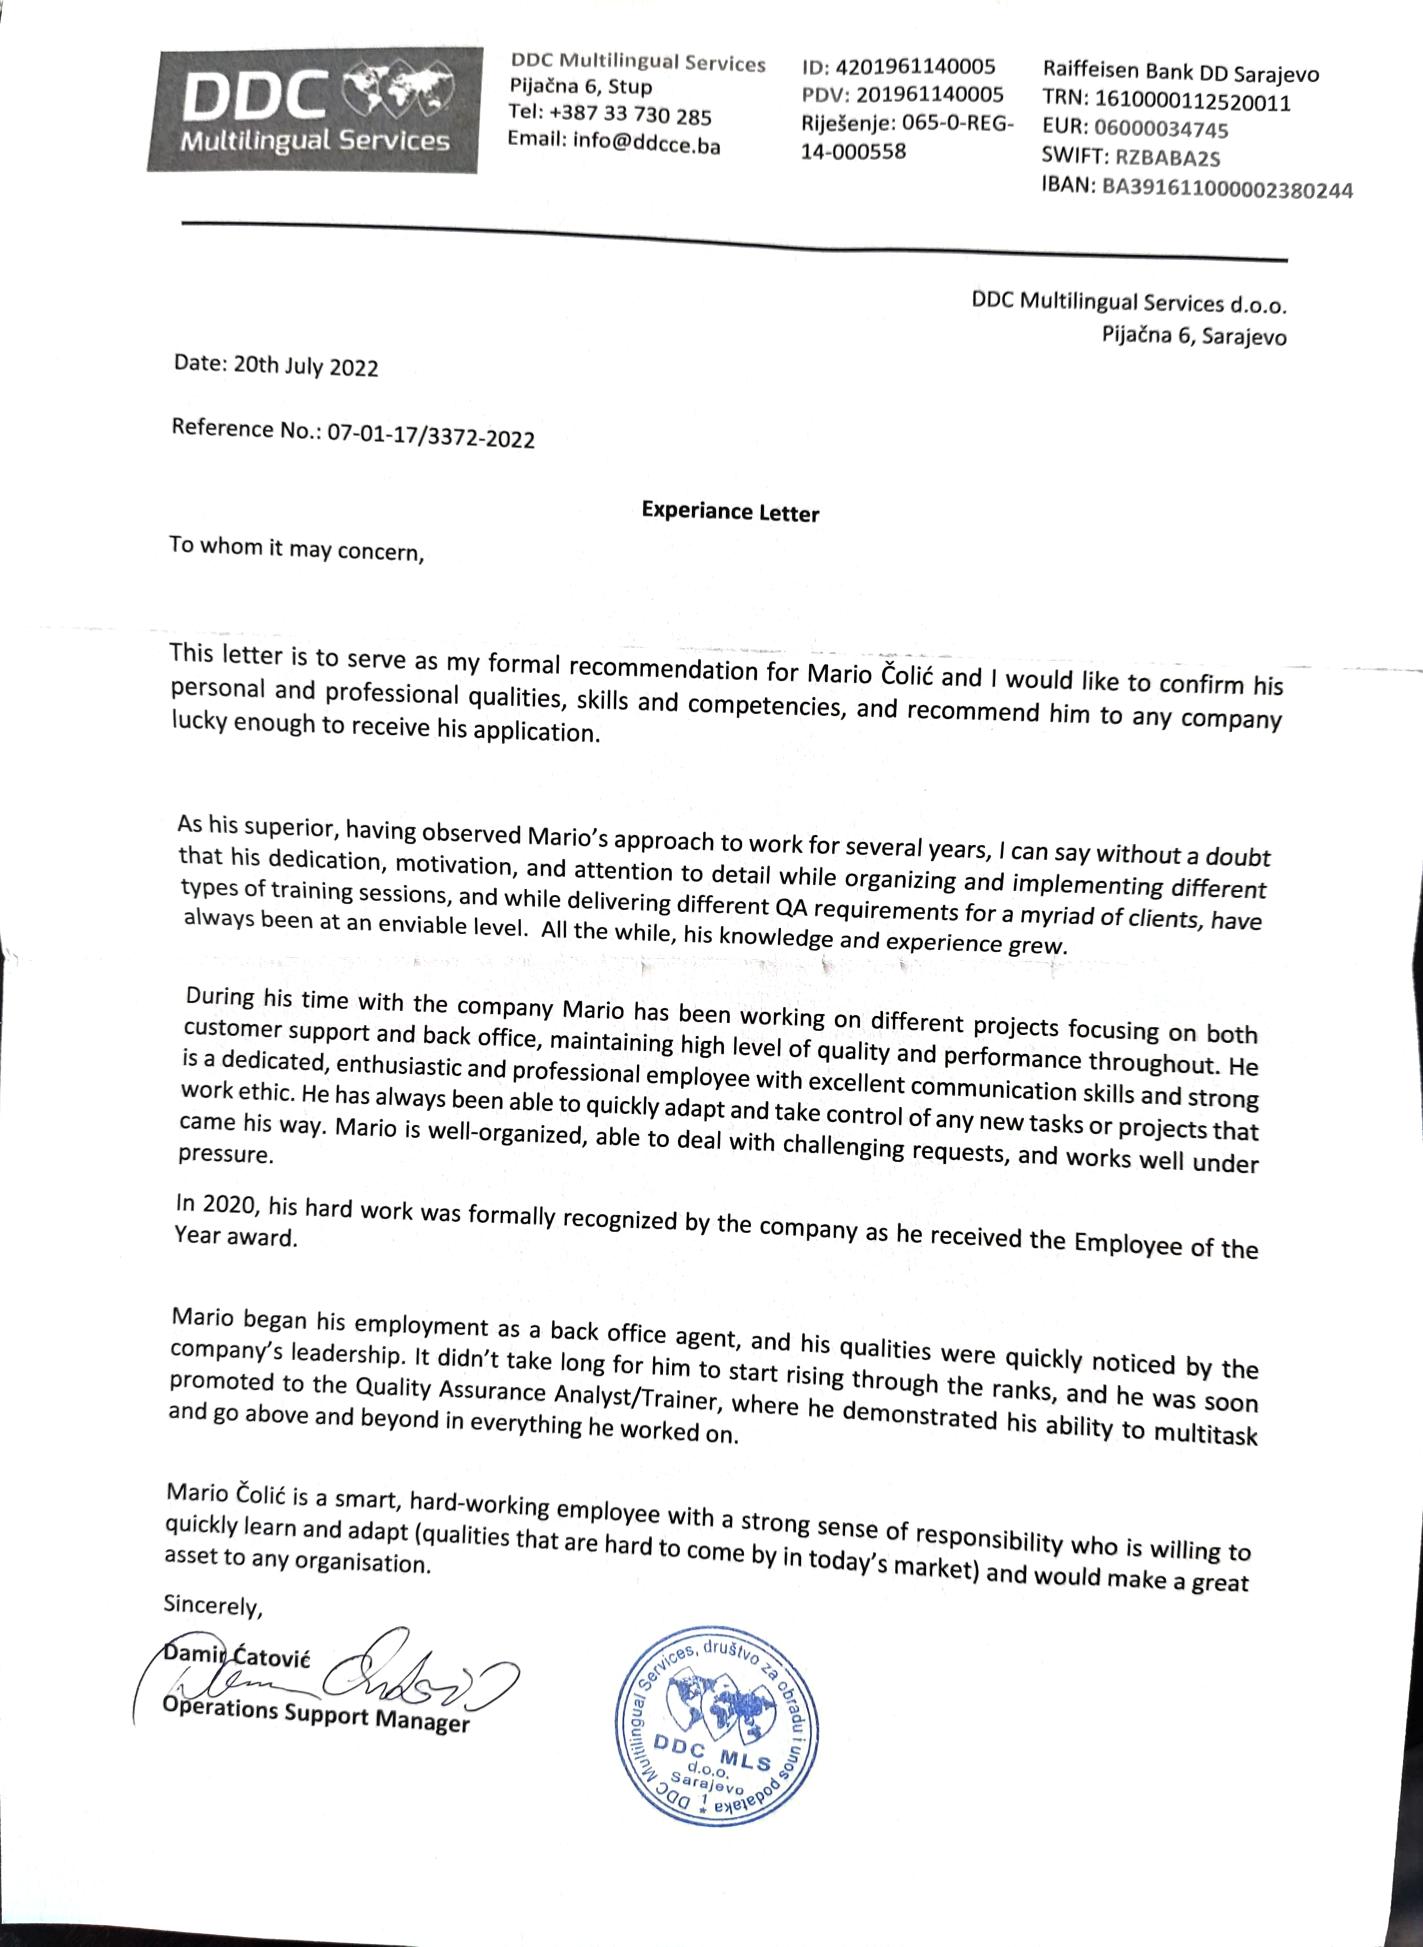 DDC
Multilingual Services
DDC Multilingual Services
Pijačna 6, Stup
Tel: +387 33 730 285
Email: info@ddcce.ba
ID: 4201961140005
PDV: 201961140005
Riješenje: 065-0-REG-
14-000558
Raiffeisen Bank DD Sarajevo
TRN: 1610000112520011
EUR: 06000034745
SWIFT: RZBABA2S
IBAN: BA391611000002380244
DDC Multilingual Services d.o.o.
Pijačna 6, Sarajevo
Date: 20th July 2022
Reference No.: 07-01-17/3372-2022
Experiance Letter
To whom it may concern,
This letter is to serve as my formal recommendation for Mario Čolić and I would like to confirm his
personal and professional qualities, skills and competencies, and recommend him to any company
lucky enough to receive his application.
As his superior, having observed Mario’s approach to work for several years, I can say without a doubt
that his dedication, motivation, and attention to detail while organizing and implementing different
types of training sessions, and while delivering different QA requirements for a myriad of clients, have
always been at an enviable level. All the while, his knowledge and experience grew.
During his time with the company Mario has been working on different projects focusing on both
customer support and back office, maintaining high level of quality and performance throughout. He
is a dedicated, enthusiastic and professional employee with excellent communication skills and strong
work ethic. He has always been able to quickly adapt and take control of any new tasks or projects that
came his way. Mario is well-organized, able to deal with challenging requests, and works well under
pressure.
In 2020, his hard work was formally recognized by the company as he received the Employee of the
Year award.
Mario began his employment as a back office agent, and his qualities were quickly noticed by the
company’s leadership. It didn’t take long for him to start rising through the ranks, and he was soon
promoted to the Quality Assurance Analyst/Trainer, where he demonstrated his ability to multitask
and go above and beyond in everything he worked on.
Mario Čolić is a smart, hard-working employee with a strong sense of responsibility who is willing to
quickly learn and adapt (qualities that are hard to come by in today’s market) and would make a great
asset to any organisation.
Sincerely,
Damir Ćatović
Operations Support Manager
DDC Multilingual Services, društvo za obradu i unos podataka *
DDC MLS
d.o.o.
Sarajevo
1